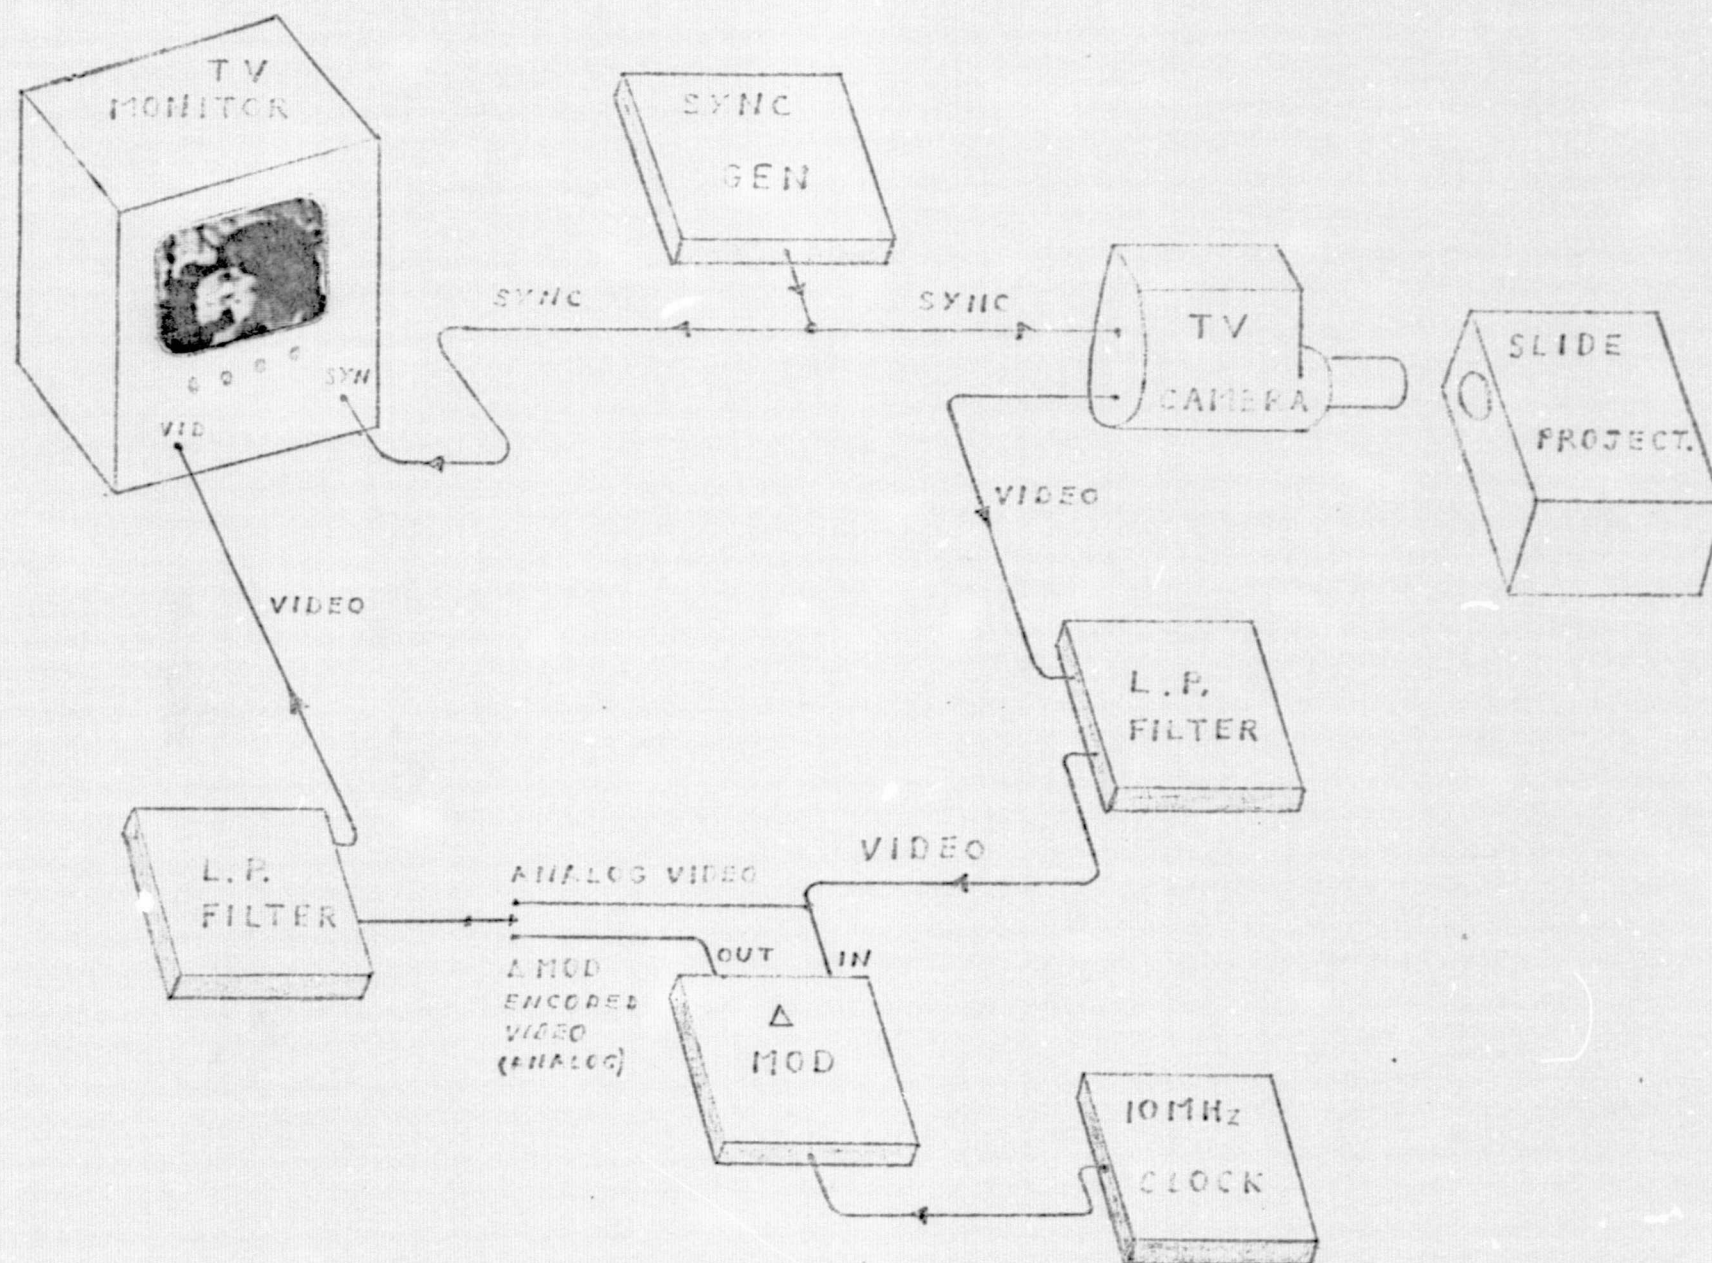 TV
MONITOR
SYN
VID
SYNC
GEN
SYNC
SYNC
TV
CAMERA
SLIDE
PROJECT.
VIDEO
VIDEO
L.P.
FILTER
VIDEO
L.P.
FILTER
ANALOG VIDEO
OUT
IN
Δ MOD
ENCODED
VIDEO
(ANALOG)
Δ
MOD
10MHz
CLOCK